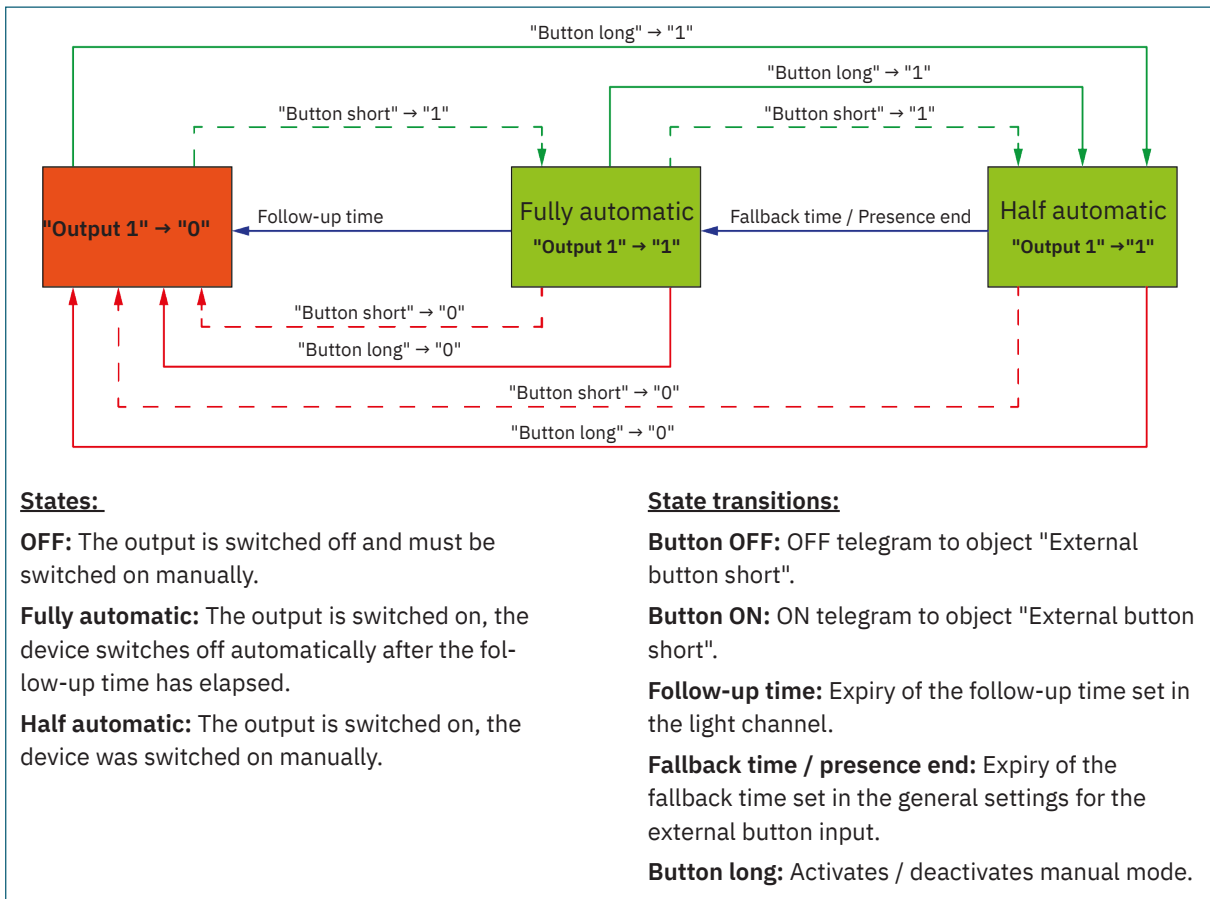 "Button long" → "1"
"Button long" → "1"
"Button short" → "1"
"Button short" → "1"
"Output 1" → "0"
Follow-up time
Fully automatic
"Output 1" → "1"
Fallback time / Presence end
Half automatic
"Output 1" →"1"
"Button short" → "0"
"Button long" → "0"
"Button short" → "0"
"Button long" → "0"
States:
OFF: The output is switched off and must be
switched on manually.
Fully automatic: The output is switched on, the
device switches off automatically after the fol-
low-up time has elapsed.
Half automatic: The output is switched on, the
device was switched on manually.
State transitions:
Button OFF: OFF telegram to object "External
button short".
Button ON: ON telegram to object "External button
short".
Follow-up time: Expiry of the follow-up time set in
the light channel.
Fallback time / presence end: Expiry of the
fallback time set in the general settings for the
external button input.
Button long: Activates / deactivates manual mode.